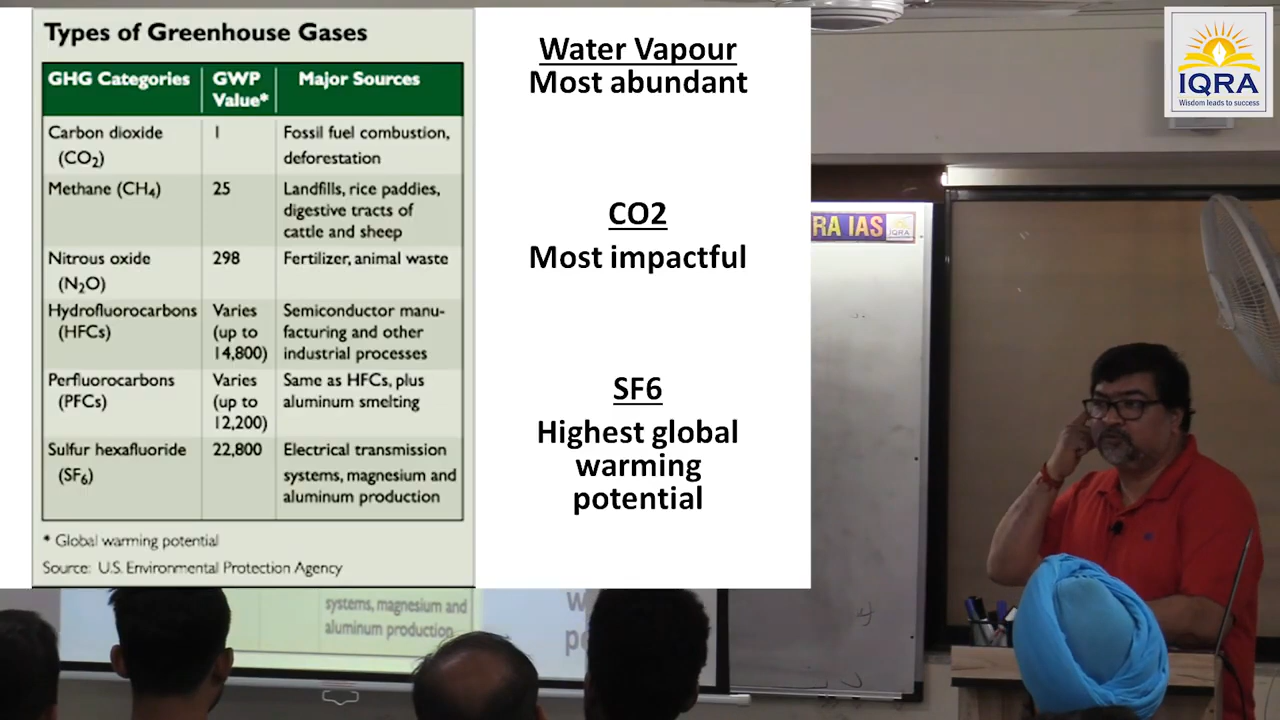 Types of Greenhouse Gases
GHG Categories
GWP
Value*
Major Sources
Carbon dioxide
(CO₂)
1
Fossil fuel combustion,
deforestation
Methane (CH₄)
25
Landfills, rice paddies,
digestive tracts of
cattle and sheep
Nitrous oxide
(N₂O)
298
Fertilizer, animal waste
Hydrofluorocarbons
(HFCs)
Varies
(up to
14,800)
Semiconductor manu-
facturing and other
industrial processes
Perfluorocarbons
(PFCs)
Varies
(up to
12,200)
Same as HFCs, plus
aluminum smelting
Sulfur hexafluoride
(SF₆)
22,800
Electrical transmission
systems, magnesium and
aluminum production
* Global warming potential
Source: U.S. Environmental Protection Agency
Water Vapour
Most abundant
CO2
Most impactful
SF6
Highest global
warming
potential
IQRA
Wisdom leads to success
RA IAS
IQRA
systems, magnesium and
aluminum production